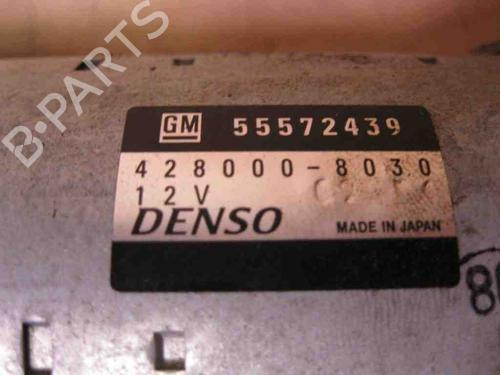 B-PARTS
GM 55572439
428000-8030
12V
DENSO MADE IN JAPAN